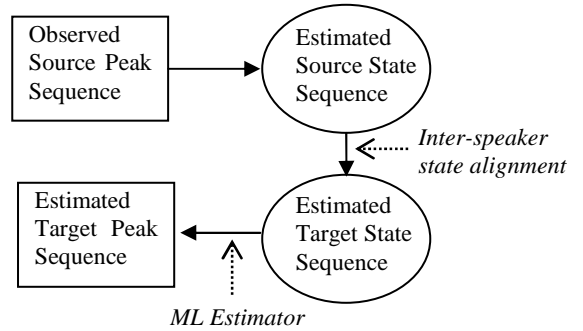 Observed
Source Peak
Sequence
Estimated
Source State
Sequence
Inter-speaker
state alignment
Estimated
Target Peak
Sequence
Estimated
Target State
Sequence
ML Estimator